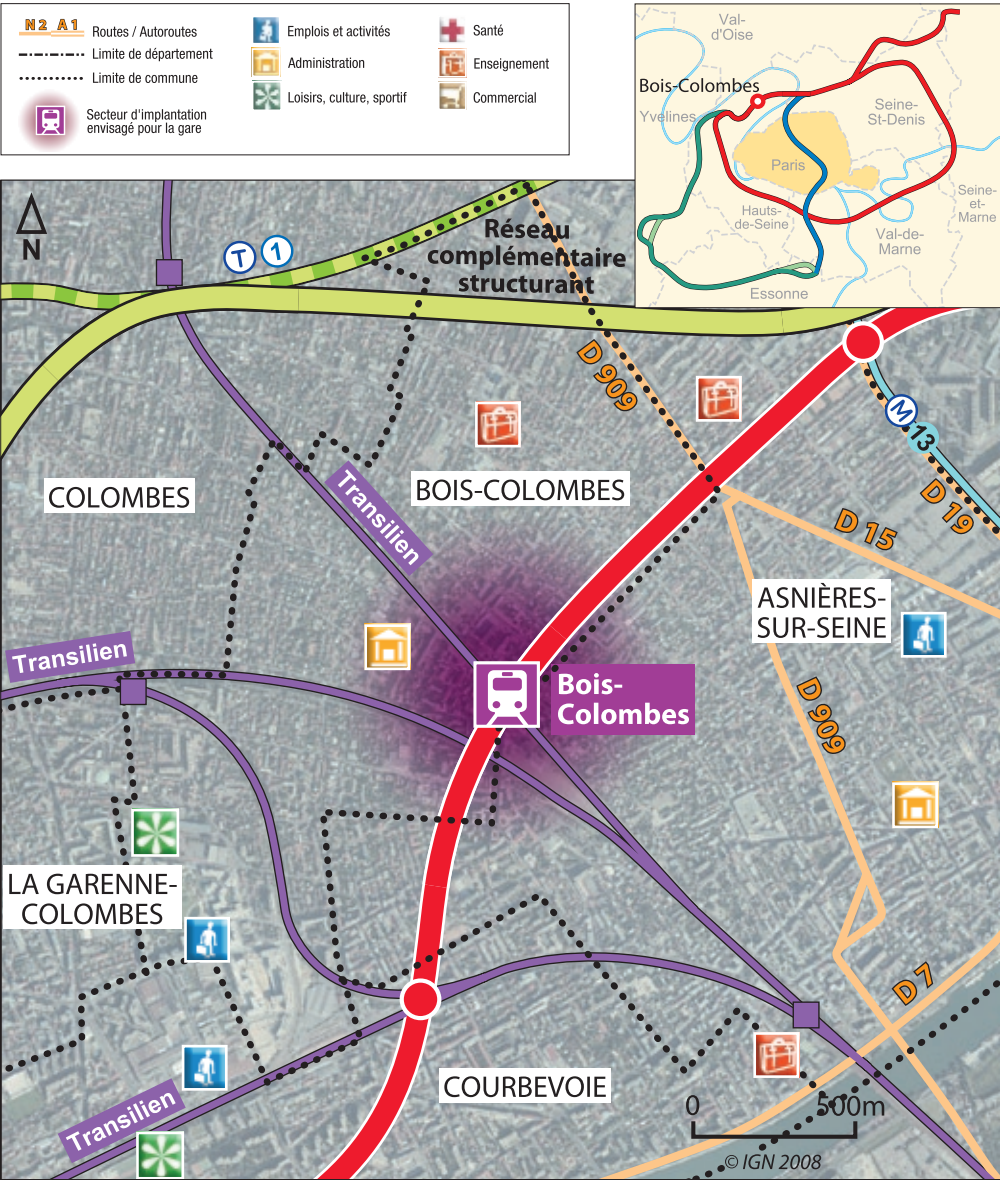 N2 A1
Routes / Autoroutes
Limite de département
Limite de commune
Secteur d'implantation
envisagé pour la gare
Emplois et activités
Administration
Loisirs, culture, sportif
Santé
Enseignement
Commercial
Val-
d'Oise
Bois-Colombes
Yvelines
Seine-
St-Denis
Paris
Hauts-
de-Seine
Val-de-
Marne
Seine-
et-
Marne
Essonne
N
T 1
Réseau
complémentaire
structurant
D 909
M 13
D 19
COLOMBES
BOIS-COLOMBES
Transilien
D 15
ASNIÈRES-
SUR-SEINE
Transilien
Bois-
Colombes
D 909
LA GARENNE-
COLOMBES
D 7
COURBEVOIE
Transilien
0 500m
© IGN 2008